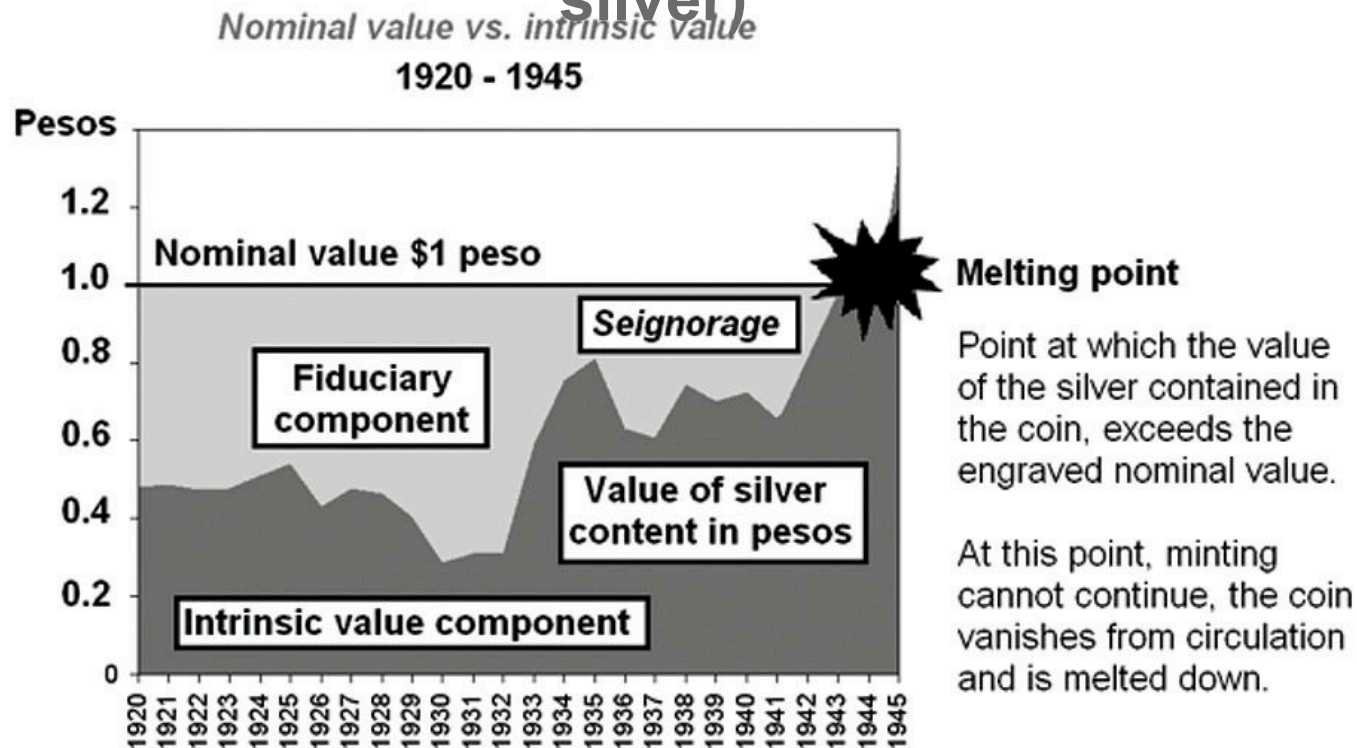 silver)
Nominal value vs. intrinsic value
1920 - 1945
Pesos
1.2
1.0
0.8
0.6
0.4
0.2
0
Nominal value $1 peso
Seignorage
Fiduciary
component
Value of silver
content in pesos
Intrinsic value component
Melting point
Point at which the value
of the silver contained in
the coin, exceeds the
engraved nominal value.
At this point, minting
cannot continue, the coin
vanishes from circulation
and is melted down.
1920
1921
1922
1923
1924
1925
1926
1927
1928
1929
1930
1931
1932
1933
1934
1935
1936
1937
1938
1939
1940
1941
1942
1943
1944
1945